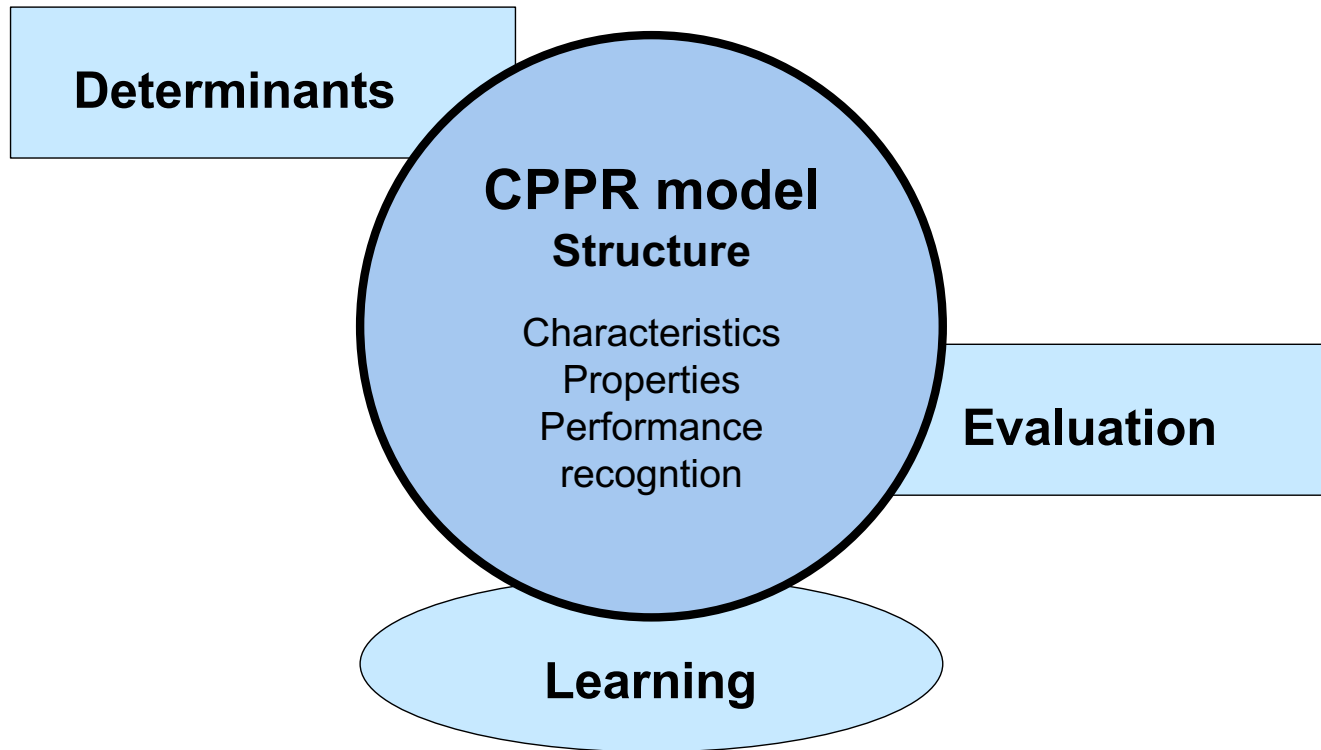 Determinants
CPPR model
Structure
Characteristics
Properties
Performance
recogntion
Evaluation
Learning